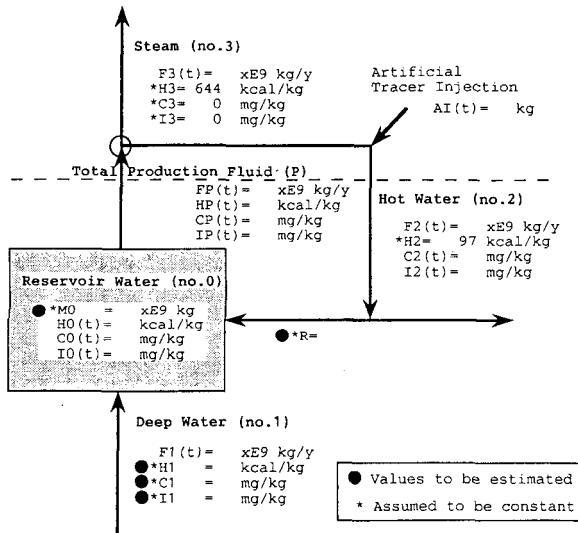 Steam (no.3)
F3(t)= xE9 kg/y
*H3= 644 kcal/kg
*C3= 0 mg/kg
*I3= 0 mg/kg
Artificial
Tracer Injection
AI(t)= kg
Total Production Fluid (P)
FP(t)= xE9 kg/y
HP(t)= kcal/kg
CP(t)= mg/kg
IP(t)= mg/kg
Hot Water (no.2)
F2(t)= xE9 kg/y
*H2= 97 kcal/kg
C2(t)= mg/kg
I2(t)= mg/kg
Reservoir Water (no.0)
●*M0 = xE9 kg
H0(t)= kcal/kg
C0(t)= mg/kg
I0(t)= mg/kg
●*R=
Deep Water (no.1)
F1(t)= xE9 kg/y
●*H1 = kcal/kg
●*C1 = mg/kg
●*I1 = mg/kg
● Values to be estimated
* Assumed to be constant